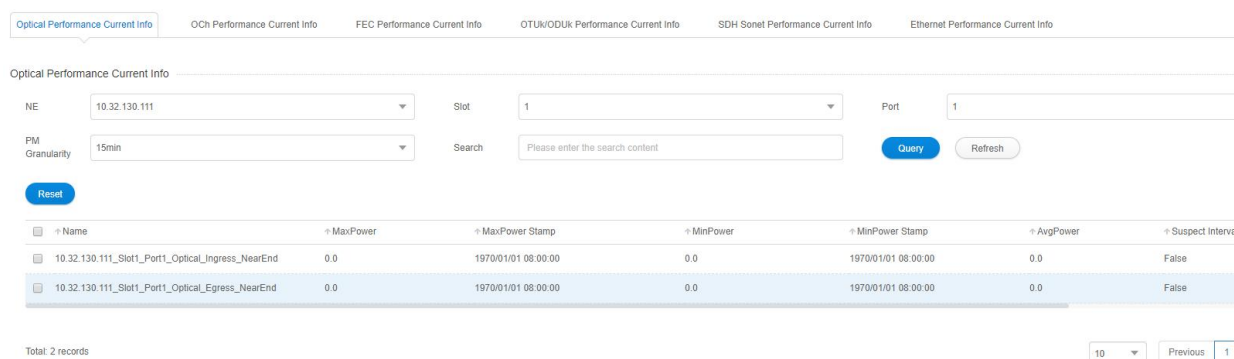 Optical Performance Current Info OCh Performance Current Info FEC Performance Current Info OTUk/ODUk Performance Current Info SDH Sonet Performance Current Info Ethernet Performance Current Info
Optical Performance Current Info
NE 10.32.130.111 Slot 1 Port 1
PM Granularity 15min Search Please enter the search content Query Refresh
Reset
Name MaxPower MaxPower Stamp MinPower MinPower Stamp AvgPower Suspect Interva
10.32.130.111_Slot1_Port1_Optical_Ingress_NearEnd 0.0 1970/01/01 08:00:00 0.0 1970/01/01 08:00:00 0.0 False
10.32.130.111_Slot1_Port1_Optical_Egress_NearEnd 0.0 1970/01/01 08:00:00 0.0 1970/01/01 08:00:00 0.0 False
Total: 2 records 10 Previous 1